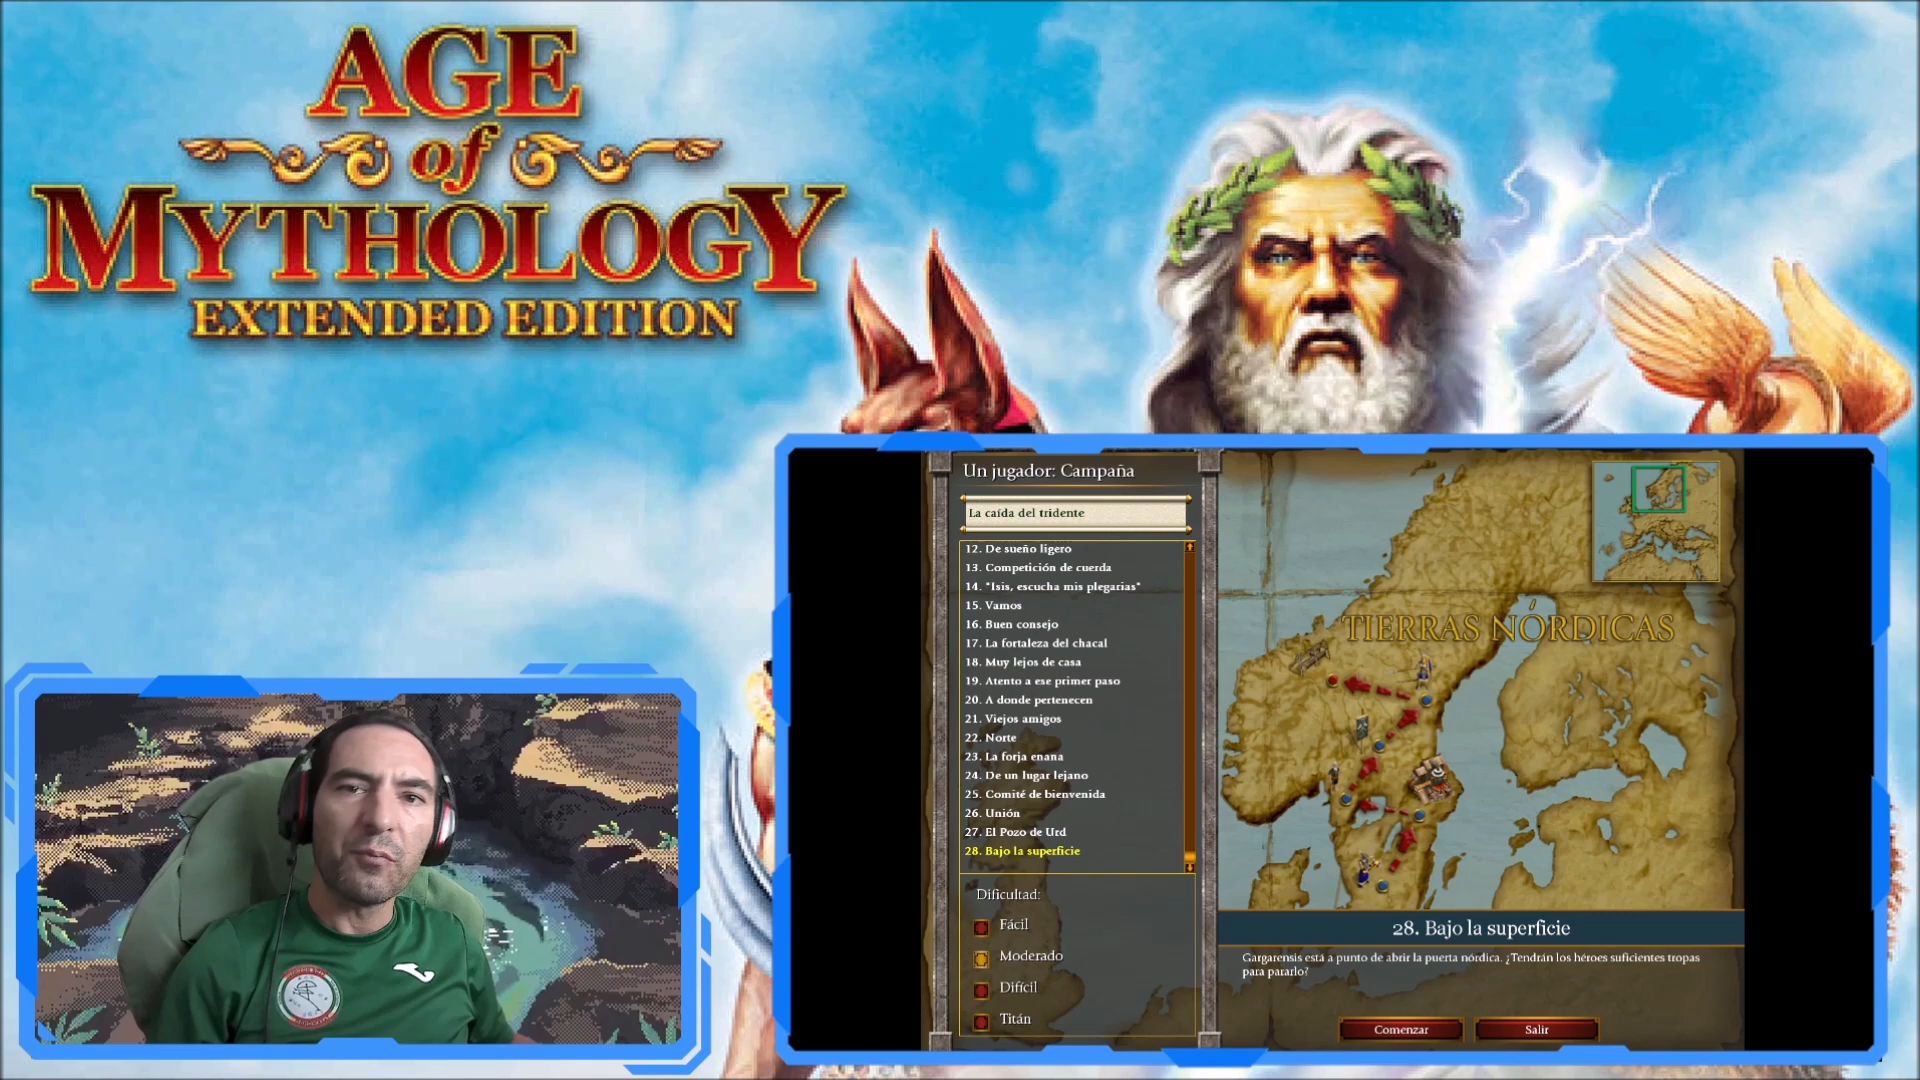 AGE
of
MYTHOLOGY
EXTENDED EDITION
Un jugador: Campaña
La caída del tridente
12. De sueño ligero
13. Competición de cuerda
14. "Isis, escucha mis plegarias"
15. Vamos
16. Buen consejo
17. La fortaleza del chacal
18. Muy lejos de casa
19. Atento a ese primer paso
20. A donde pertenecen
21. Viejos amigos
22. Norte
23. La forja enana
24. De un lugar lejano
25. Comité de bienvenida
26. Unión
27. El Pozo de Urd
28. Bajo la superficie
Dificultad:
Fácil
Moderado
Difícil
Titán
TIERRAS NÓRDICAS
28. Bajo la superficie
Gargarensis está a punto de abrir la puerta nórdica. ¿Tendrán los héroes suficientes tropas
para pararlo?
Comenzar
Salir